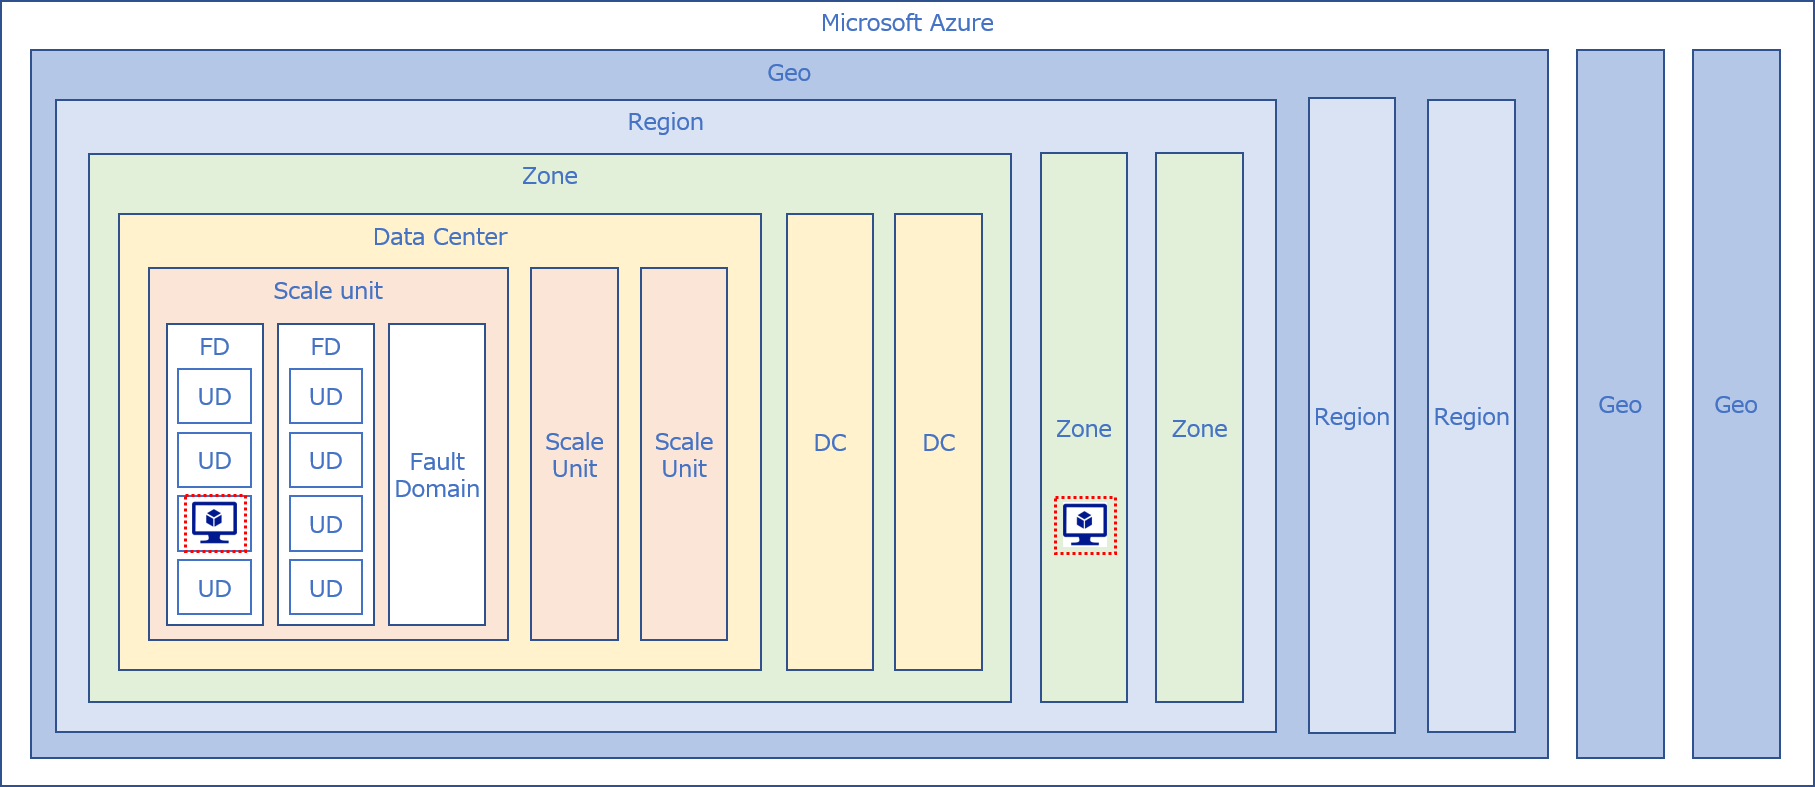 Microsoft Azure
Geo
Region
Zone
Data Center
Scale unit
FD
UD
UD
UD
FD
UD
UD
UD
UD
Fault
Domain
Scale
Unit
Scale
Unit
DC
DC
Zone
Zone
Region
Region
Geo
Geo